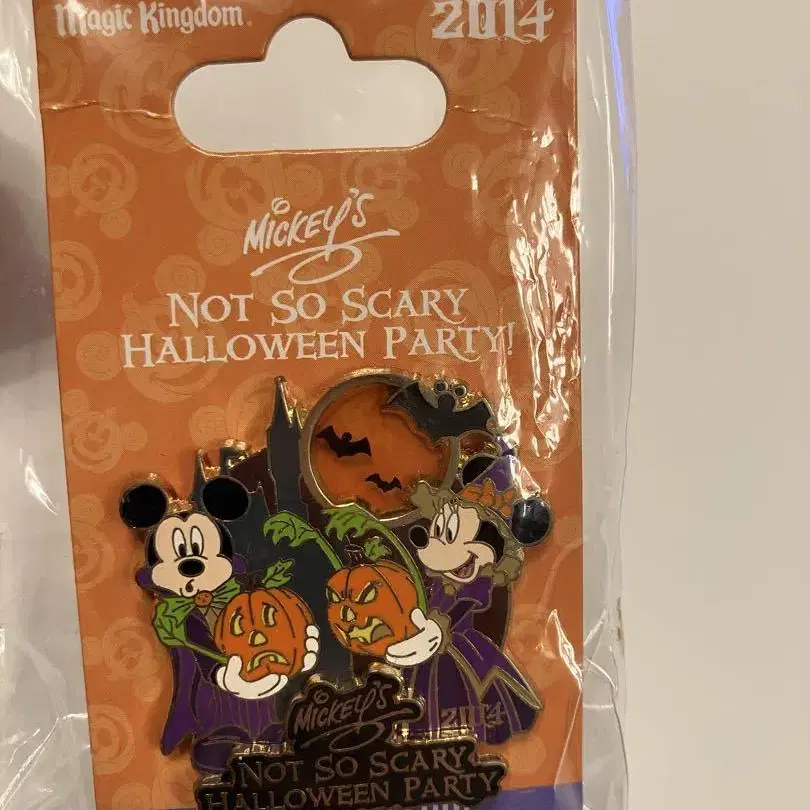 Magic Kingdom
2014
Mickey's
Not So Scary
Halloween Party!
2014
Mickey's
Not So Scary
Halloween Party